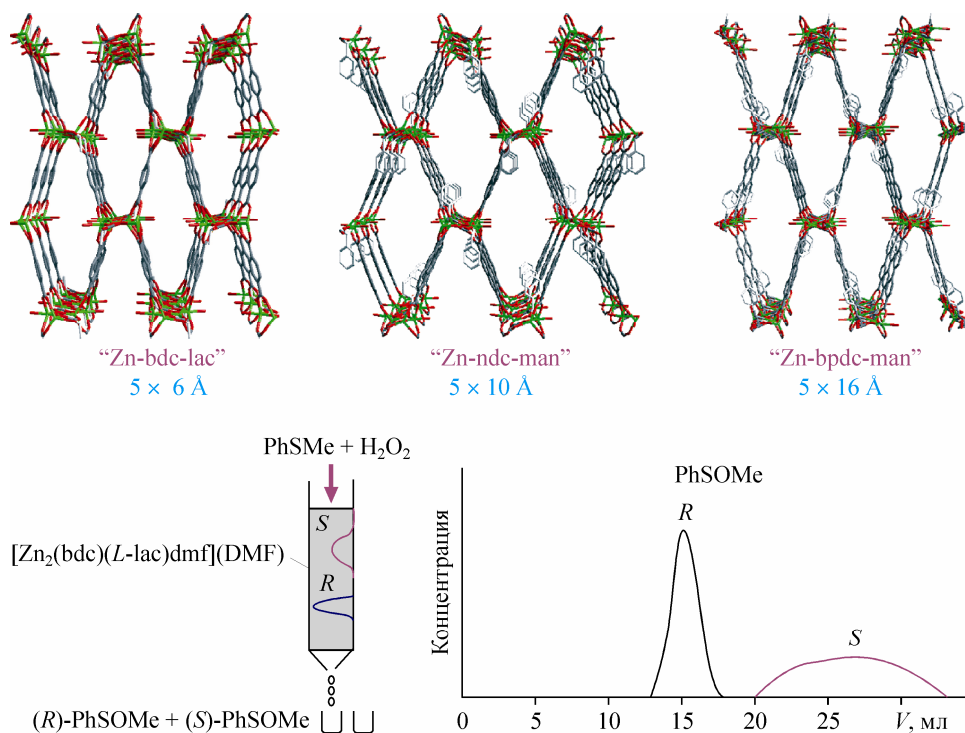 “Zn-bdc-lac” “Zn-ndc-man” “Zn-bpdc-man”
5 × 6 Å 5 × 10 Å 5 × 16 Å
PhSMe + H₂O₂
S
[Zn₂(bdc)(L-lac)dmf](DMF)
R
(R)-PhSOMe + (S)-PhSOMe
PhSOMe
R
S
Концентрация
0 5 10 15 20 25 V, мл